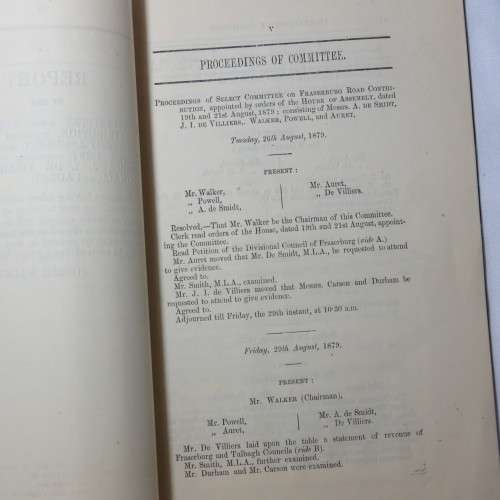 v
PROCEEDINGS OF COMMITTEE.
PROCEEDINGS of SELECT COMMITTEE on FRASERBURG ROAD CONTRI-
BUTION, appointed by orders of the HOUSE OF ASSEMBLY, dated
19th and 21st August, 1879; consisting of MESSRS. A. DE SMIDT,
J. I. DE VILLIERS, WALKER, POWELL, and AURET.
Tuesday, 26th August, 1879.
PRESENT:
Mr. Walker,
„ Powell,
„ A. de Smidt,
Mr. Auret,
„ De Villiers.
Resolved,—That Mr. Walker be the Chairman of this Committee.
Clerk read orders of the House, dated 19th and 21st August, appoint-
ing the Committee.
Read Petition of the Divisional Council of Fraserburg (vide A.)
Mr. Auret moved that Mr. De Smidt, M.L.A., be requested to attend
to give evidence.
Agreed to.
Mr. Smith, M.L.A., examined.
Mr. J. I. de Villiers moved that Messrs. Carson and Durham be
requested to attend to give evidence.
Agreed to.
Adjourned till Friday, the 29th instant, at 10·30 a.m.
Friday, 29th August, 1879.
PRESENT:
Mr. WALKER (Chairman),
Mr. Powell,
„ Auret,
Mr. A. de Smidt,
„ De Villiers.
Mr. De Villiers laid upon the table a statement of revenue of
Fraserburg and Tulbagh Councils (vide B).
Mr. Smith, M.L.A., further examined.
Mr. Durham and Mr. Carson were examined.